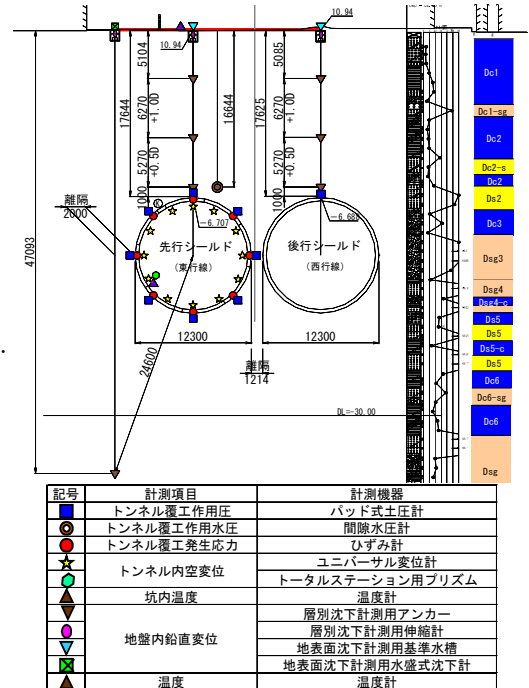 10.94
10.94
5104
5085
17644
6270
+1.0D
16644
17625
6270
+1.0D
5270
+0.5D
5270
+0.5D
1000
1000
離隔
2000
-6.707
先行シールド
(東行線)
後行シールド
(西行線)
47093
12300
12300
24600
離隔
1214
DL=-30.00
Dc1
Dc1-sg
Dc2
Dc2-s
Dc2
Ds2
Dc3
Dsg3
Dsg4
Dsg4-c
Ds5
Ds5
Ds5-c
Ds5
Dc6
Dc6-sg
Dc6
Dsg
記号 計測項目 計測機器
トンネル覆工作用圧 パッド式土圧計
トンネル覆工作用水圧 間隙水圧計
トンネル覆工発生応力 ひずみ計
トンネル内空変位 ユニバーサル変位計
トータルステーション用プリズム
坑内温度 温度計
地盤内鉛直変位 層別沈下計測用アンカー
層別沈下計測用伸縮計
地表面沈下計測用基準水槽
地表面沈下計測用水盛式沈下計
温度 温度計